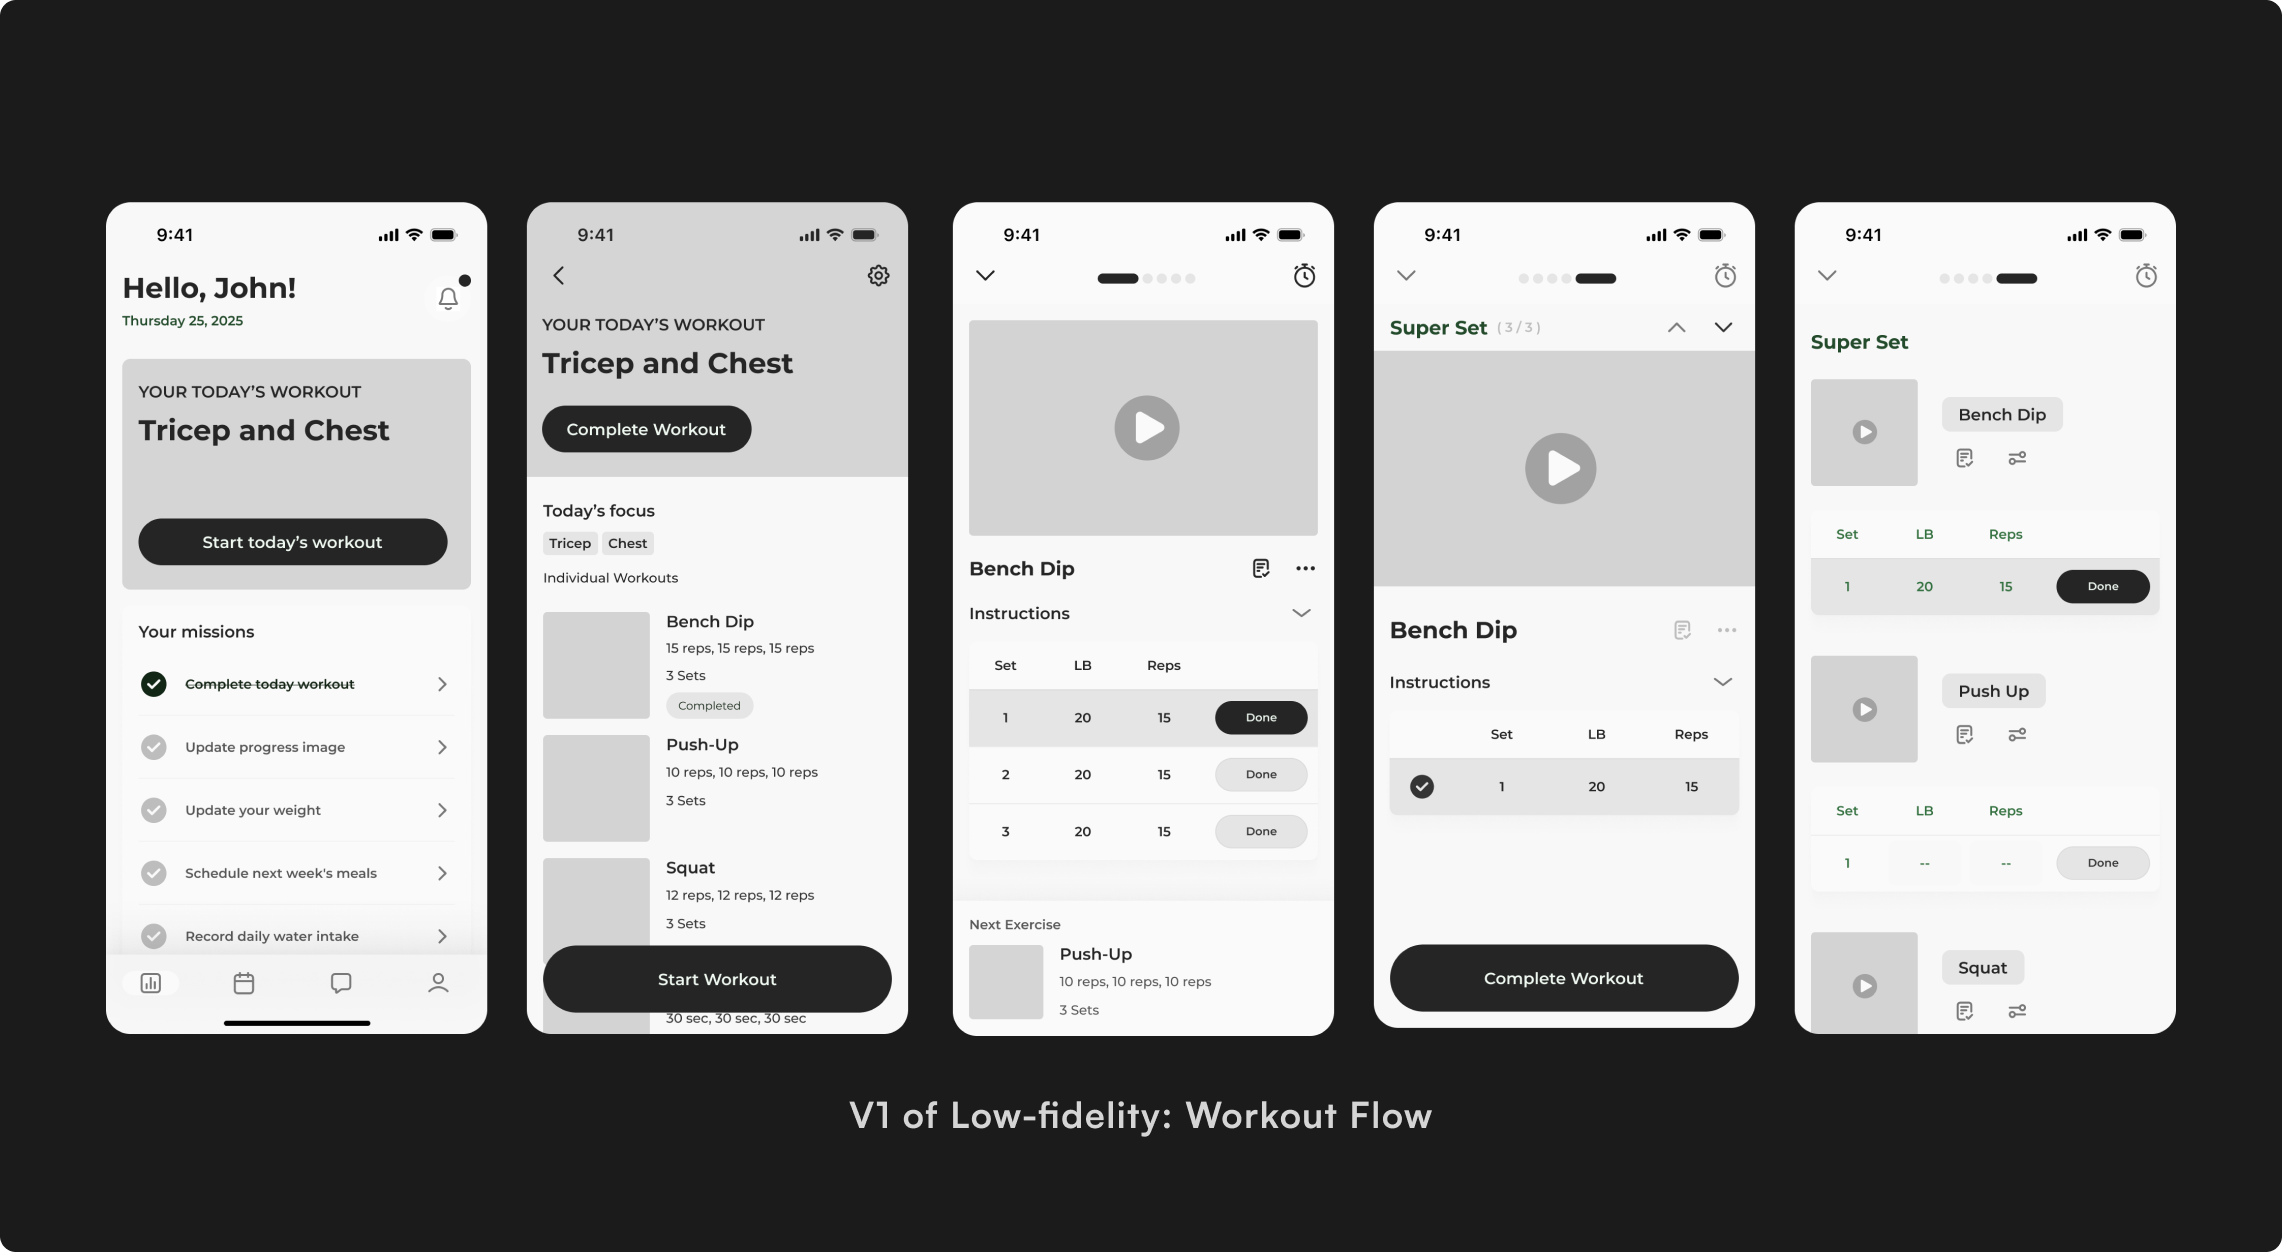 9:41
Hello, John!
Thursday 25, 2025
YOUR TODAY’S WORKOUT
Tricep and Chest
Start today’s workout
Your missions
Complete today workout
Update progress image
Update your weight
Schedule next week's meals
Record daily water intake
9:41
YOUR TODAY’S WORKOUT
Tricep and Chest
Complete Workout
Today’s focus
Tricep Chest
Individual Workouts
Bench Dip
15 reps, 15 reps, 15 reps
3 Sets
Completed
Push-Up
10 reps, 10 reps, 10 reps
3 Sets
Squat
12 reps, 12 reps, 12 reps
3 Sets
Start Workout
30 sec, 30 sec, 30 sec
9:41
Bench Dip
Instructions
Set LB Reps
1 20 15 Done
2 20 15 Done
3 20 15 Done
Next Exercise
Push-Up
10 reps, 10 reps, 10 reps
3 Sets
9:41
Super Set (3/3)
Bench Dip
Instructions
Set LB Reps
1 20 15
Complete Workout
9:41
Super Set
Bench Dip
Set LB Reps
1 20 15 Done
Push Up
Set LB Reps
1 -- -- Done
Squat
V1 of Low-fidelity: Workout Flow